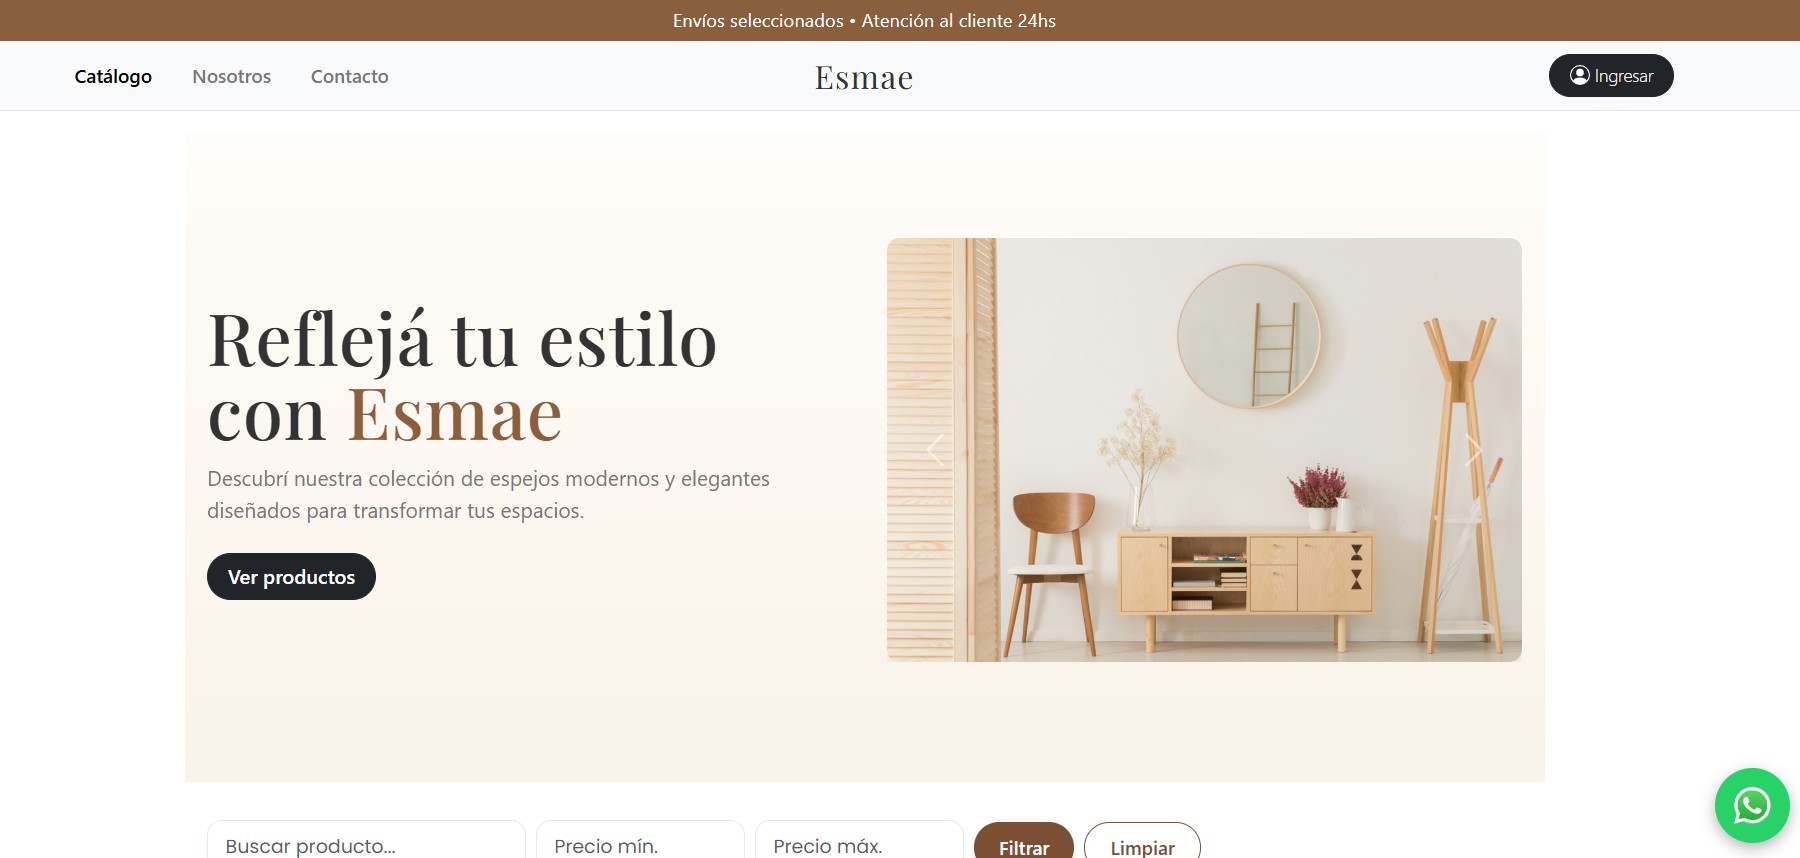 Envíos seleccionados • Atención al cliente 24hs
Catálogo
Nosotros
Contacto
Esmae
Ingresar
Reflejá tu estilo
con Esmae
Descubrí nuestra colección de espejos modernos y elegantes
diseñados para transformar tus espacios.
Ver productos
Buscar producto...
Precio mín.
Precio máx.
Filtrar
Limpiar